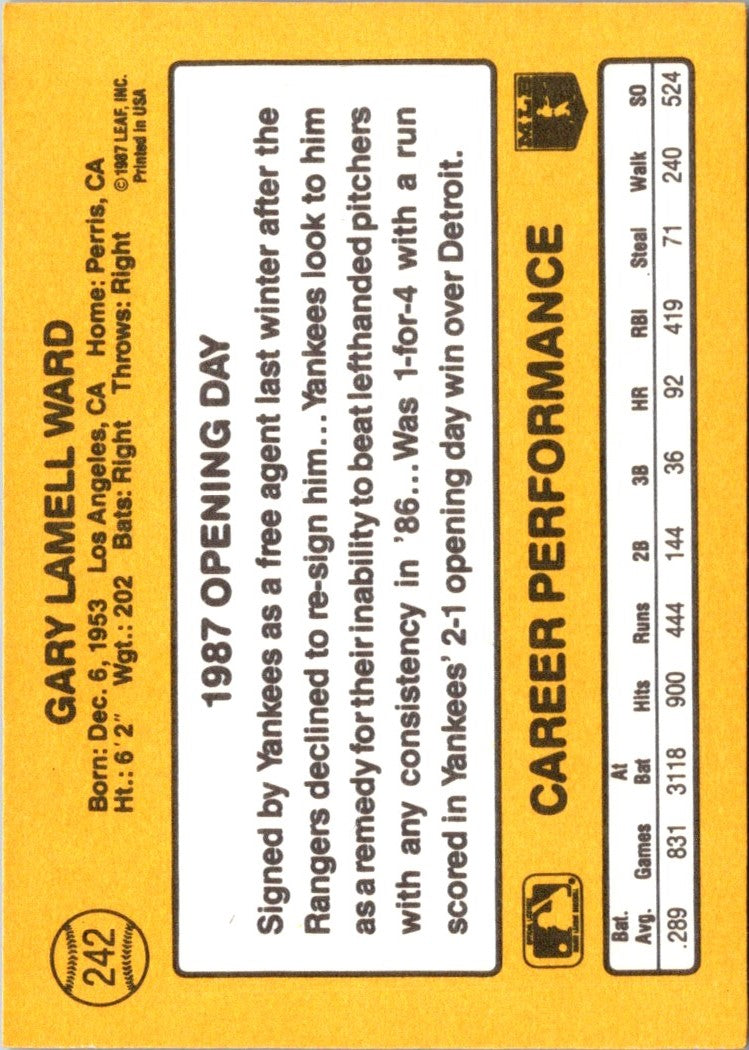 242
GARY LAMELL WARD
Born: Dec. 6, 1953 Los Angeles, CA Home: Perris, CA
Ht.: 6'2" Wgt.: 202 Bats: Right Throws: Right
©1987 LEAF, INC.
Printed in USA
1987 OPENING DAY
Signed by Yankees as a free agent last winter after the
Rangers declined to re-sign him... Yankees look to him
as a remedy for their inability to beat lefthanded pitchers
with any consistency in '86... Was 1-for-4 with a run
scored in Yankees' 2-1 opening day win over Detroit.
CAREER PERFORMANCE
MLB
Bat. Avg. Games At Bat Hits Runs 2B 3B HR RBI Steal Walk SO
.289 831 3118 900 444 144 36 92 419 71 240 524